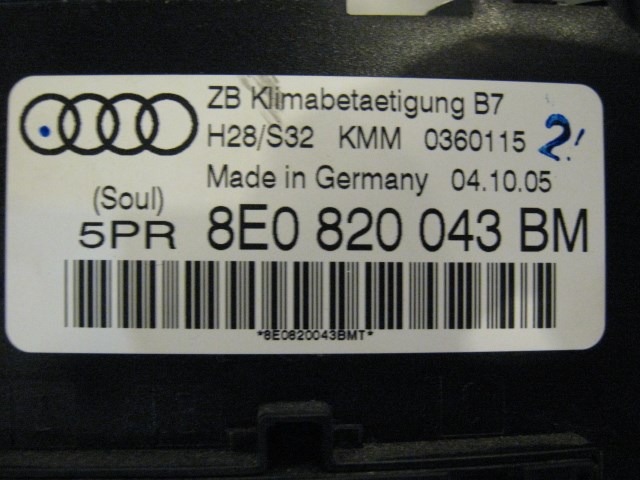 ZB Klimabetaetigung B7
H28/S32 KMM 0360115 2!
Made in Germany 04.10.05
(Soul)
5PR 8E0 820 043 BM
*8E0820043BMT*